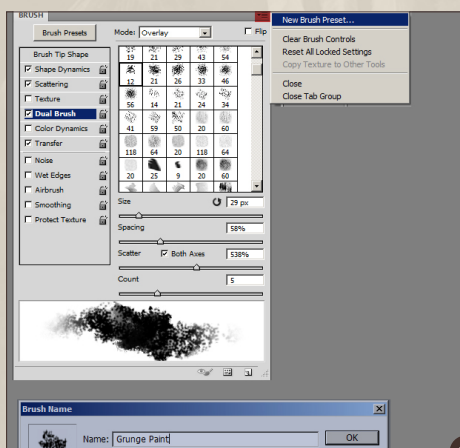 BRUSH
New Brush Preset...
Clear Brush Controls
Reset All Locked Settings
Copy Texture to Other Tools
Close
Close Tab Group
Brush Presets
Mode: Overlay
Flip
Brush Tip Shape
Shape Dynamics
Scattering
Texture
Dual Brush
Color Dynamics
Transfer
Noise
Wet Edges
Airbrush
Smoothing
Protect Texture
19 21 29 43 54
12 21 26 33 46
56 14 21 24 34
41 59 50 20 60
118 64 20 118 64
20 25 9 20 60
Size 29 px
Spacing 58%
Scatter Both Axes 538%
Count 5
Brush Name
Name: Grunge Paint OK